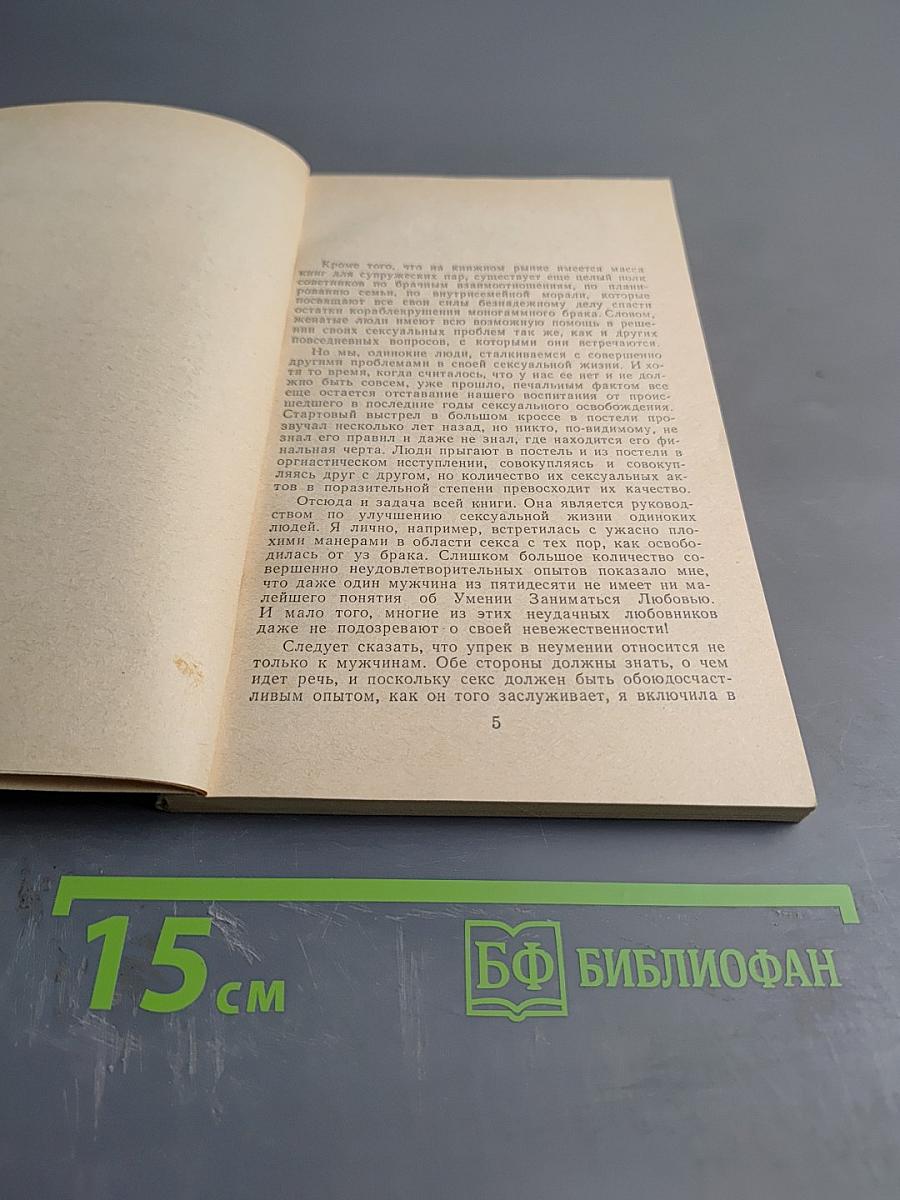 Кроме того, что на книжном рынке имеется масса
книг для супружеских пар, существует еще целый полк
советников по брачным взаимоотношениям, по плани-
рованию семьи, по внутрисемейной морали, которые
посвящают все свои силы безнадежному делу спасти
остатки кораблекрушения моногамного брака. Словом,
женатые люди имеют всю возможную помощь в реше-
нии своих сексуальных проблем так же, как и других
повседневных вопросов, с которыми они встречаются.
Но мы, одинокие люди, сталкиваемся с совершенно
другими проблемами в своей сексуальной жизни. И хо-
тя то время, когда считалось, что у нас ее нет и не дол-
жно быть совсем, уже прошло, печальным фактом все
еще остается отставание нашего воспитания от проис-
шедшего в последние годы сексуального освобождения.
Стартовый выстрел в большом кроссе в постели про-
звучал несколько лет назад, но никто, по-видимому, не
знал его правил и даже не знал, где находится его фи-
нальная черта. Люди прыгают в постель и из постели в
оргнастическом исступлении, совокупляясь и совокуп-
ляясь друг с другом, но количество их сексуальных ак-
тов в поразительной степени превосходит их качество.
Отсюда и задача всей книги. Она является руковод-
ством по улучшению сексуальной жизни одиноких
людей. Я лично, например, встретилась с ужасно пло-
хими манерами в области секса с тех пор, как освобо-
дилась от уз брака. Слишком большое количество со-
вершенно неудовлетворительных опытов показало мне,
что даже один мужчина из пятидесяти не имеет ни ма-
лейшего понятия об Умении Заниматься Любовью.
И мало того, многие из этих неудачных любовников
даже не подозревают о своей невежественности!
Следует сказать, что упрек в неумении относится не
только к мужчинам. Обе стороны должны знать, о чем
идет речь, и поскольку секс должен быть обоюдосчаст-
ливым опытом, как он того заслуживает, я включила в
5
15 см
БФ БИБЛИОФАН